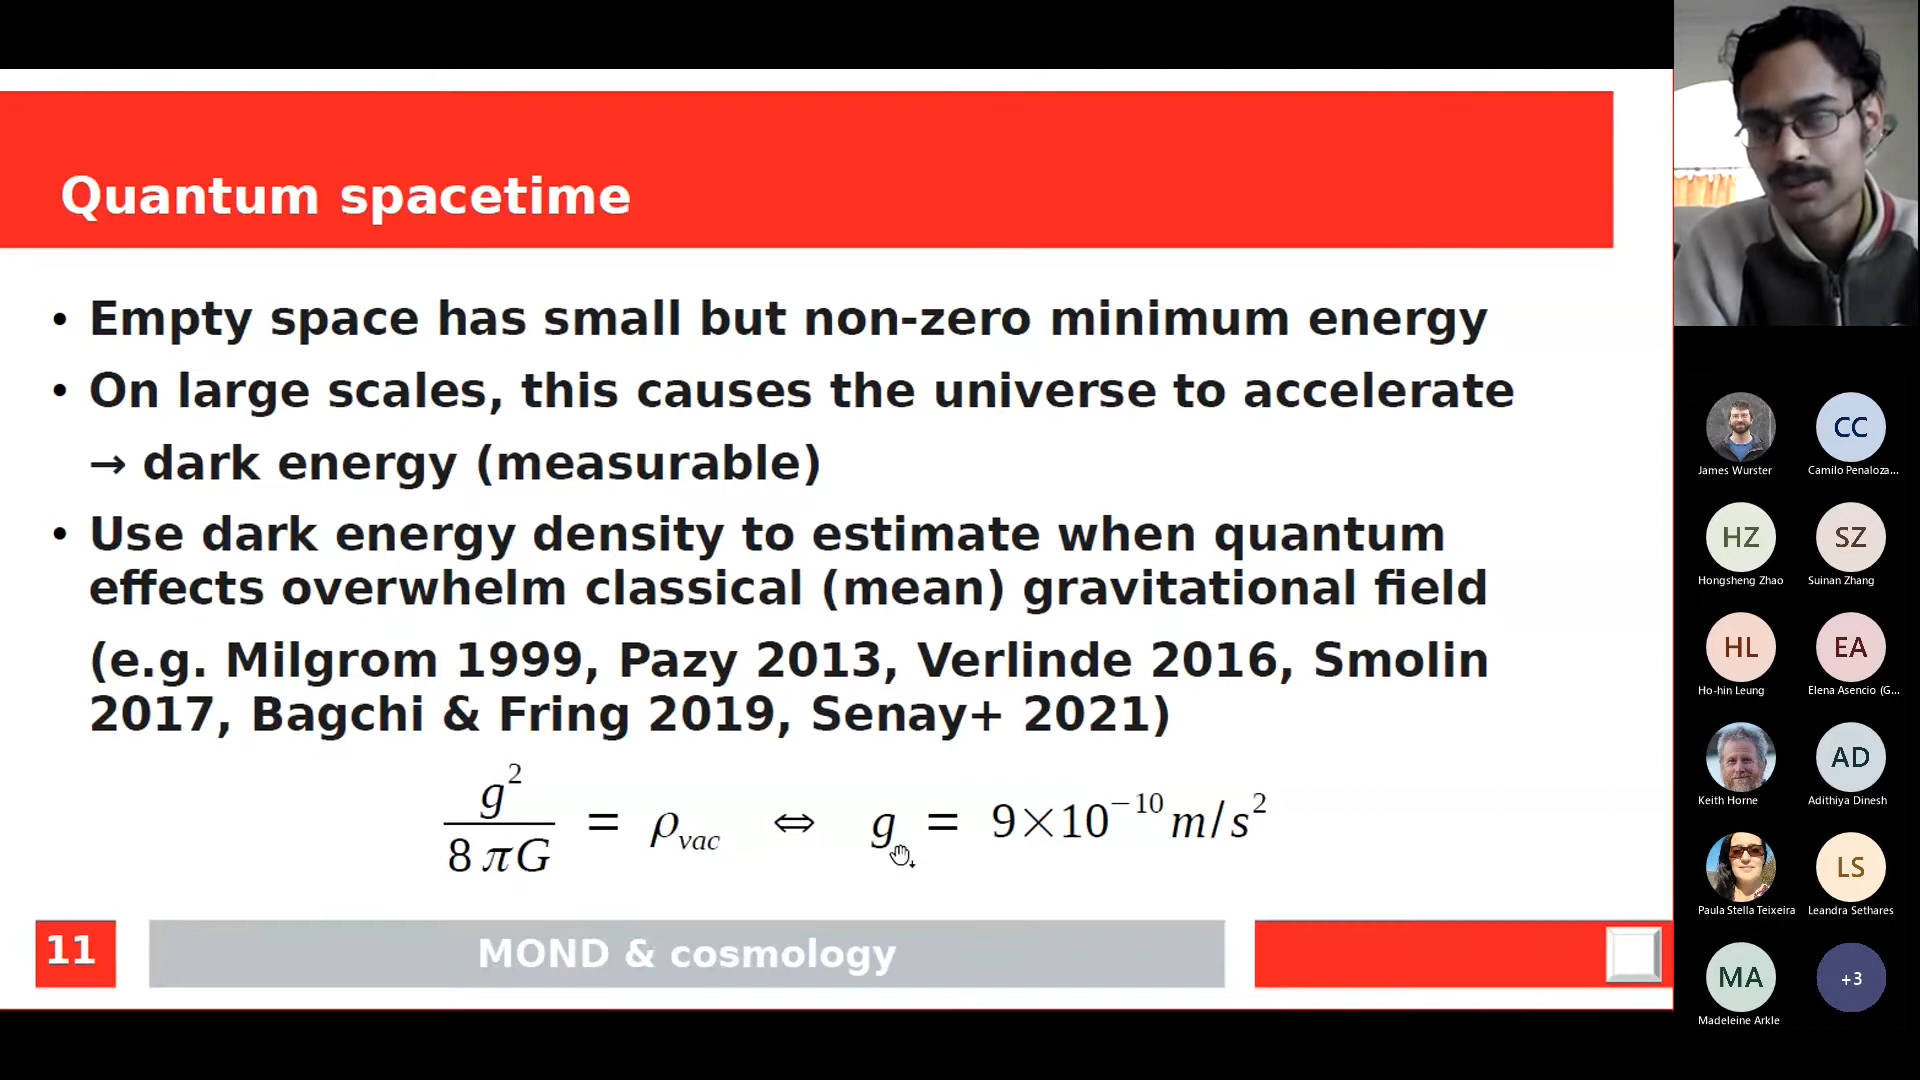 Quantum spacetime
• Empty space has small but non-zero minimum energy
• On large scales, this causes the universe to accelerate
→ dark energy (measurable)
• Use dark energy density to estimate when quantum
effects overwhelm classical (mean) gravitational field
(e.g. Milgrom 1999, Pazy 2013, Verlinde 2016, Smolin
2017, Bagchi & Fring 2019, Senay+ 2021)
g² / 8πG = ρ_vac ⇔ g = 9×10⁻¹⁰ m/s²
11
MOND & cosmology
CC
James Wurster
Camilo Penaloza...
HZ
SZ
Hongsheng Zhao
Suinan Zhang
HL
EA
Ho-hin Leung
Elena Asencio (G...
AD
Keith Horne
Adithiya Dinesh
LS
Paula Stella Teixeira
Leandra Sethares
MA
+3
Madeleine Arkle